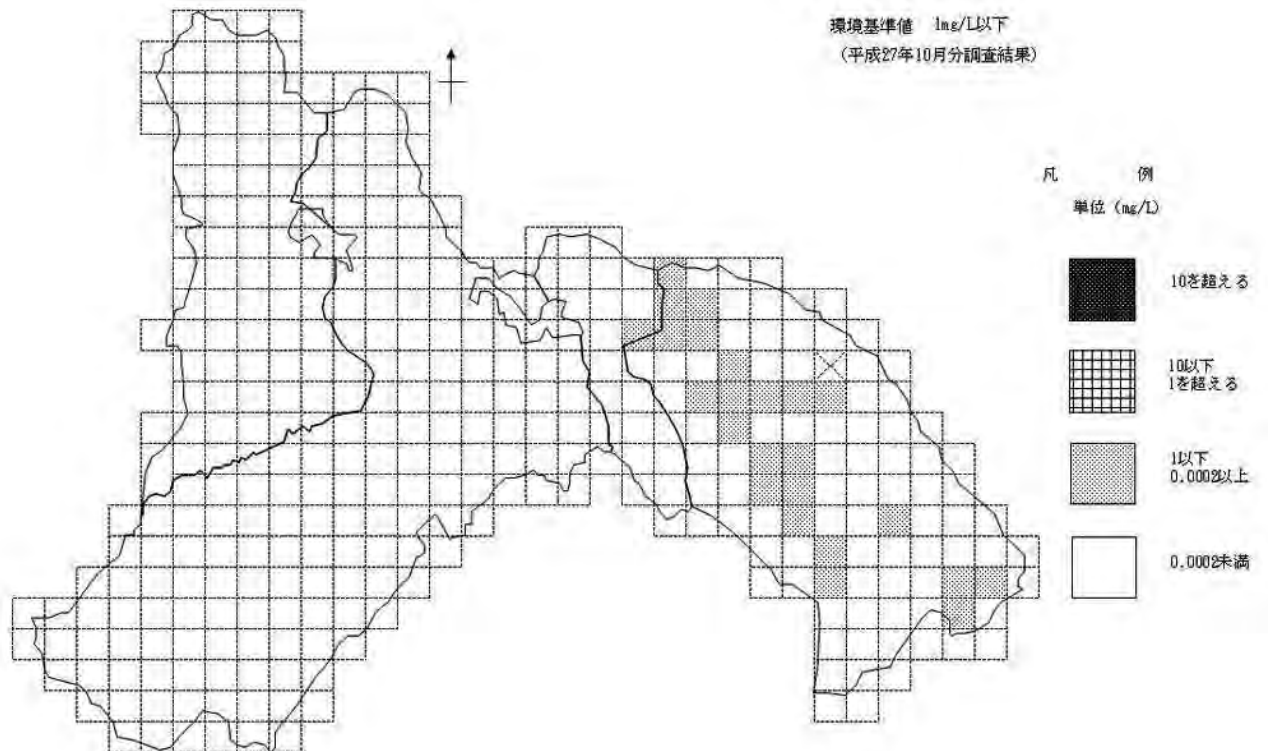 環境基準値 1mg/L以下
(平成27年10月分調査結果)
凡 例
単位 (mg/L)
10を超える
10以下
1を超える
1以下
0.0002以上
0.0002未満